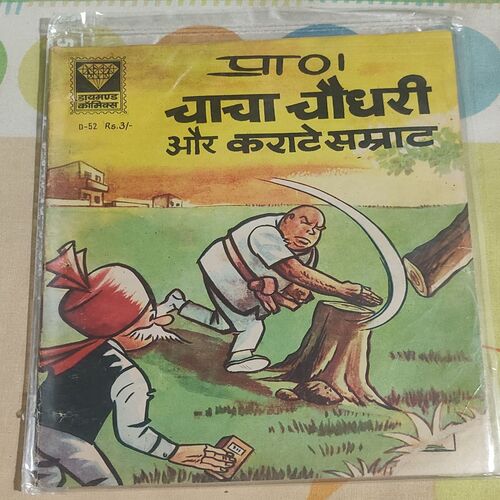 डायमण्ड
कॉमिक्स
D-52 Rs.3/-
प्राण
चाचा चौधरी
और कराटे सम्राट